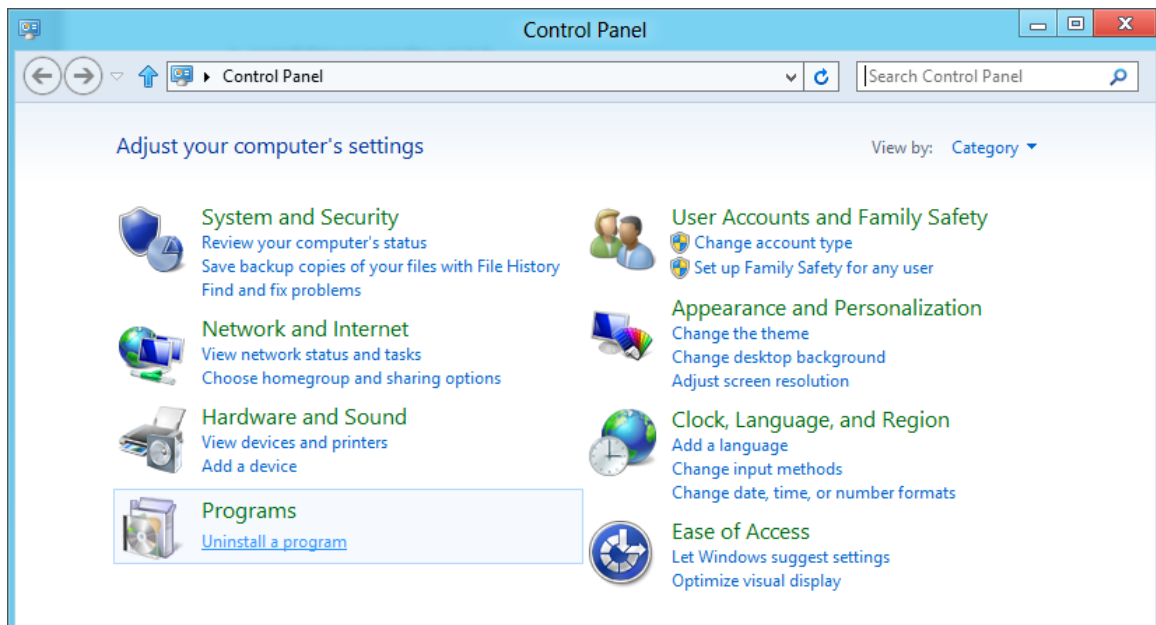 Control Panel
Control Panel
Search Control Panel
Adjust your computer's settings
View by: Category
System and Security
Review your computer's status
Save backup copies of your files with File History
Find and fix problems
Network and Internet
View network status and tasks
Choose homegroup and sharing options
Hardware and Sound
View devices and printers
Add a device
Programs
Uninstall a program
User Accounts and Family Safety
Change account type
Set up Family Safety for any user
Appearance and Personalization
Change the theme
Change desktop background
Adjust screen resolution
Clock, Language, and Region
Add a language
Change input methods
Change date, time, or number formats
Ease of Access
Let Windows suggest settings
Optimize visual display